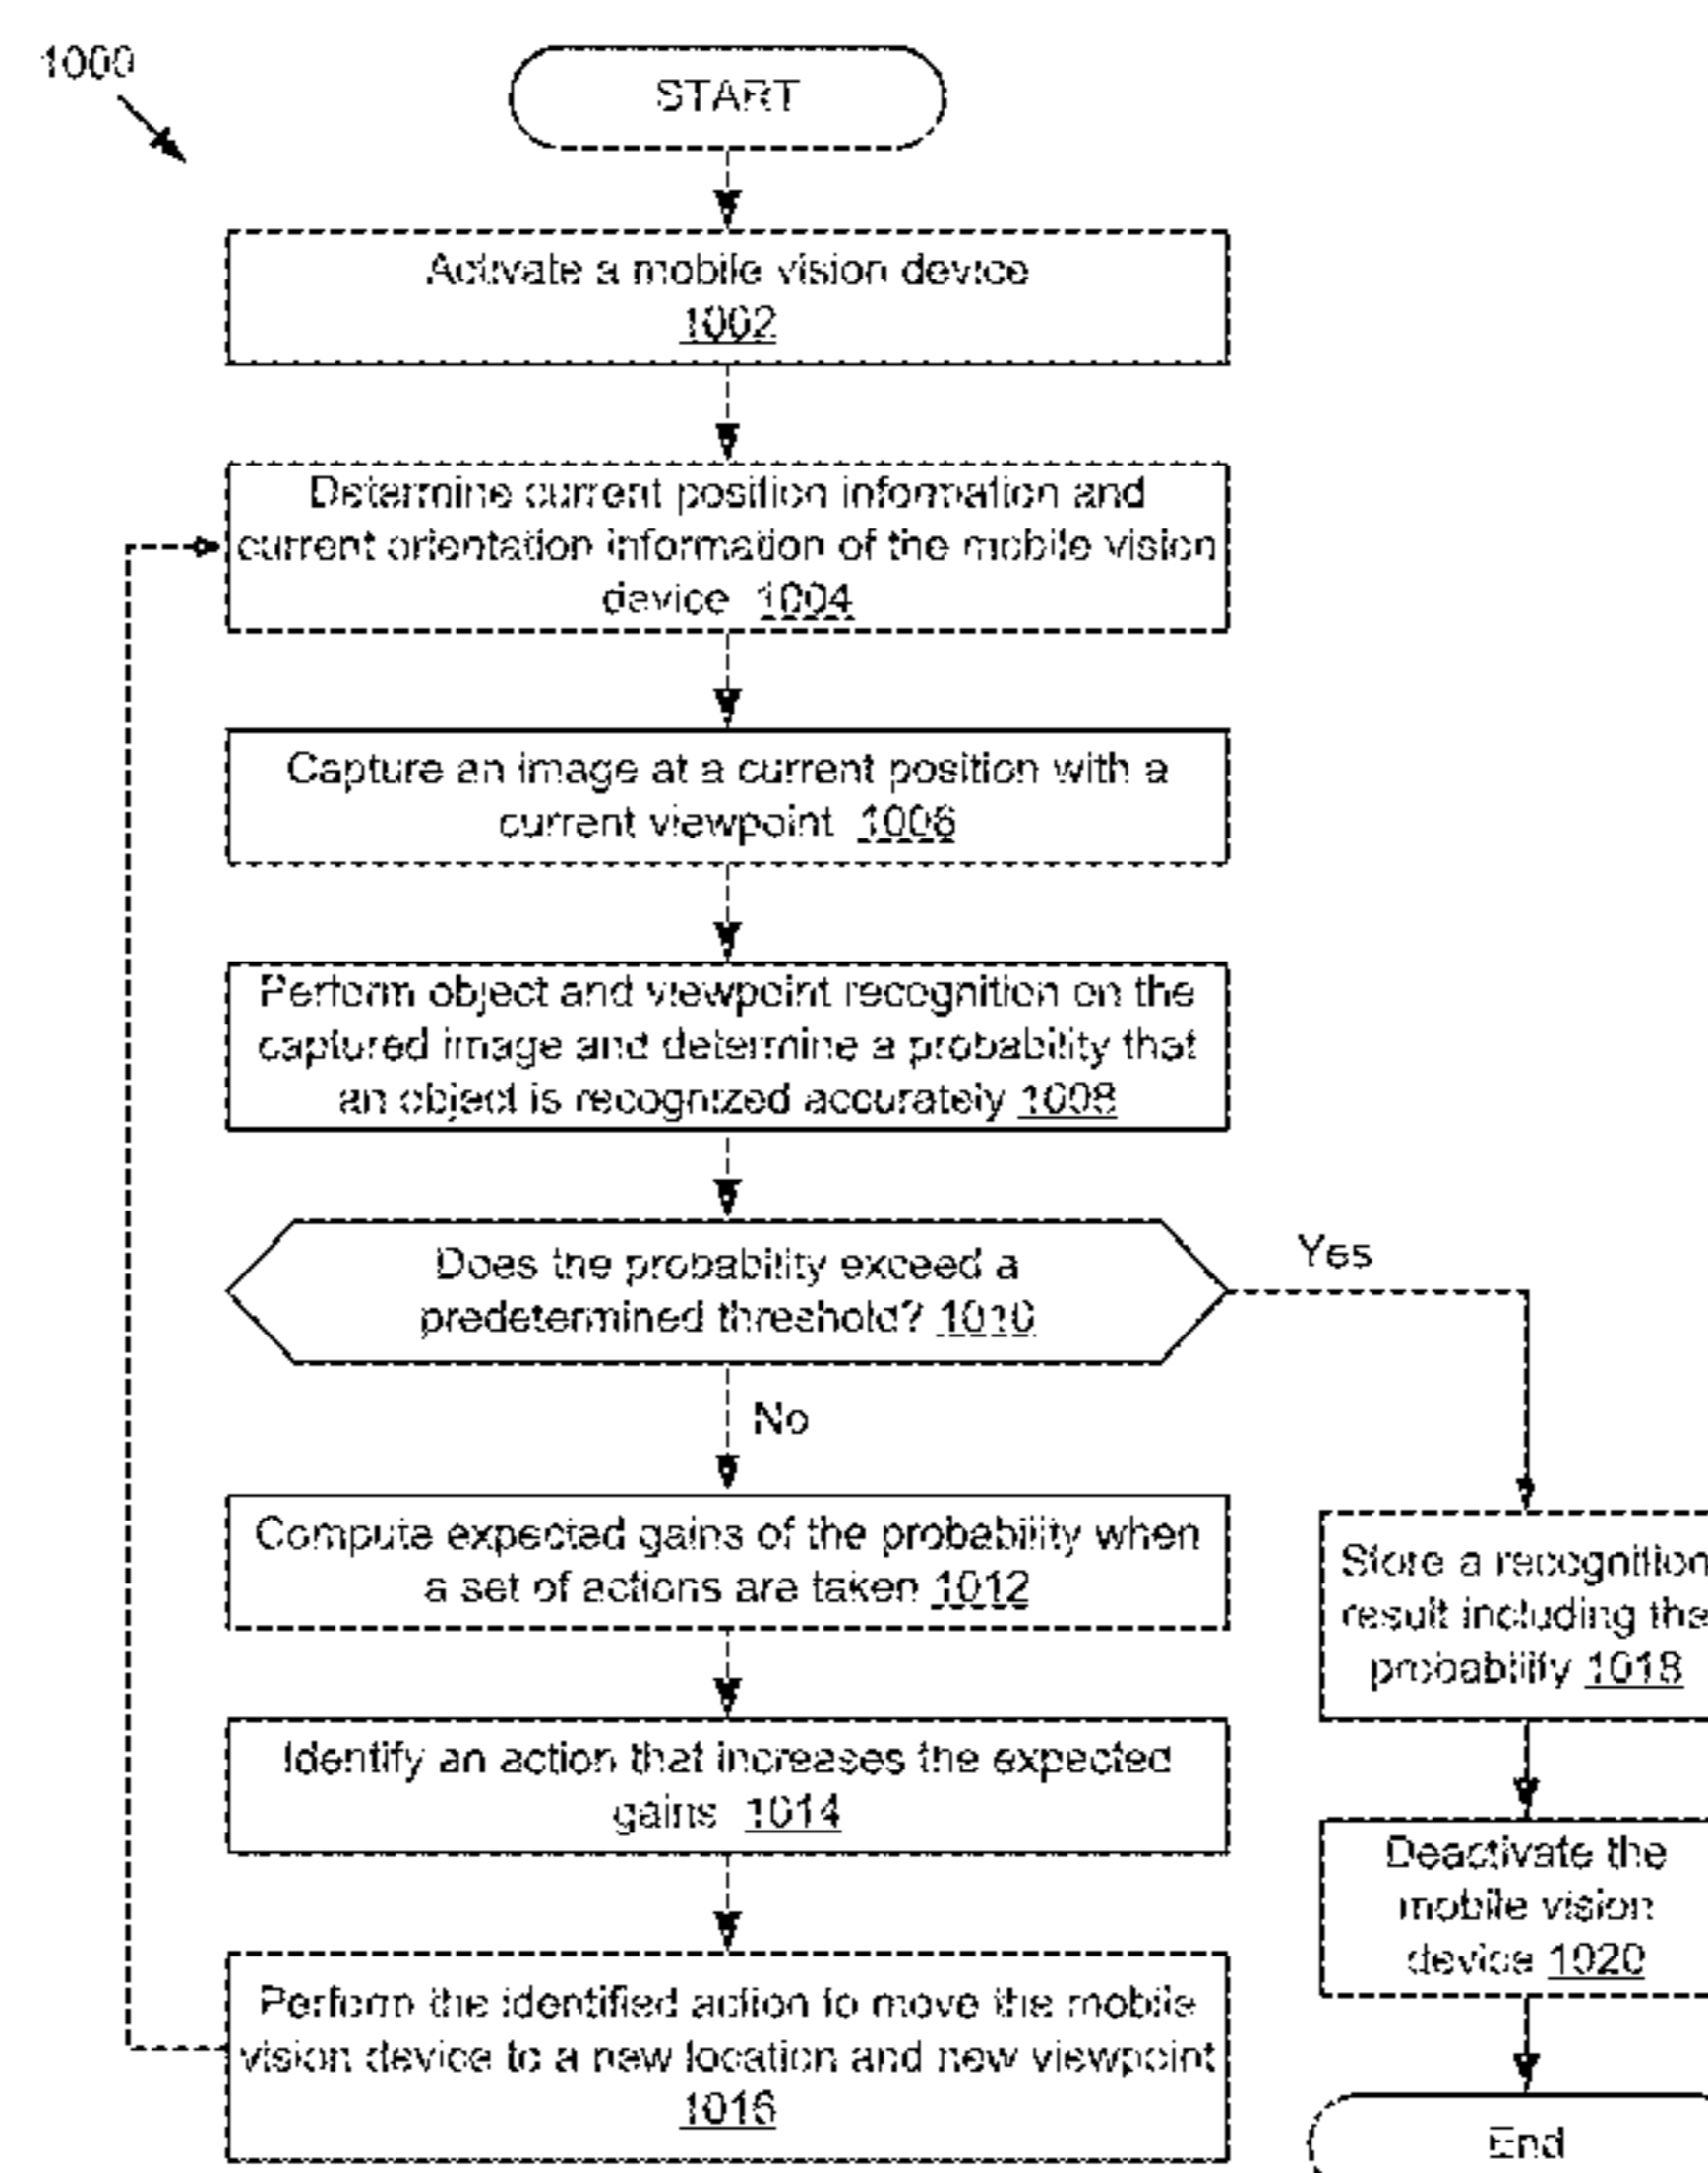 1000
START
Activate a mobile vision device
1002
Determine current position information and
current orientation information of the mobile vision
device 1004
Capture an image at a current position with a
current viewpoint 1006
Perform object and viewpoint recognition on the
captured image and determine a probability that
an object is recognized accurately 1008
Does the probability exceed a
predetermined threshold? 1010
Yes
No
Compute expected gains of the probability when
a set of actions are taken 1012
Identify an action that increases the expected
gains 1014
Perform the identified action to move the mobile
vision device to a new location and new viewpoint
1016
Store a recognition
result including the
probability 1018
Deactivate the
mobile vision
device 1020
End